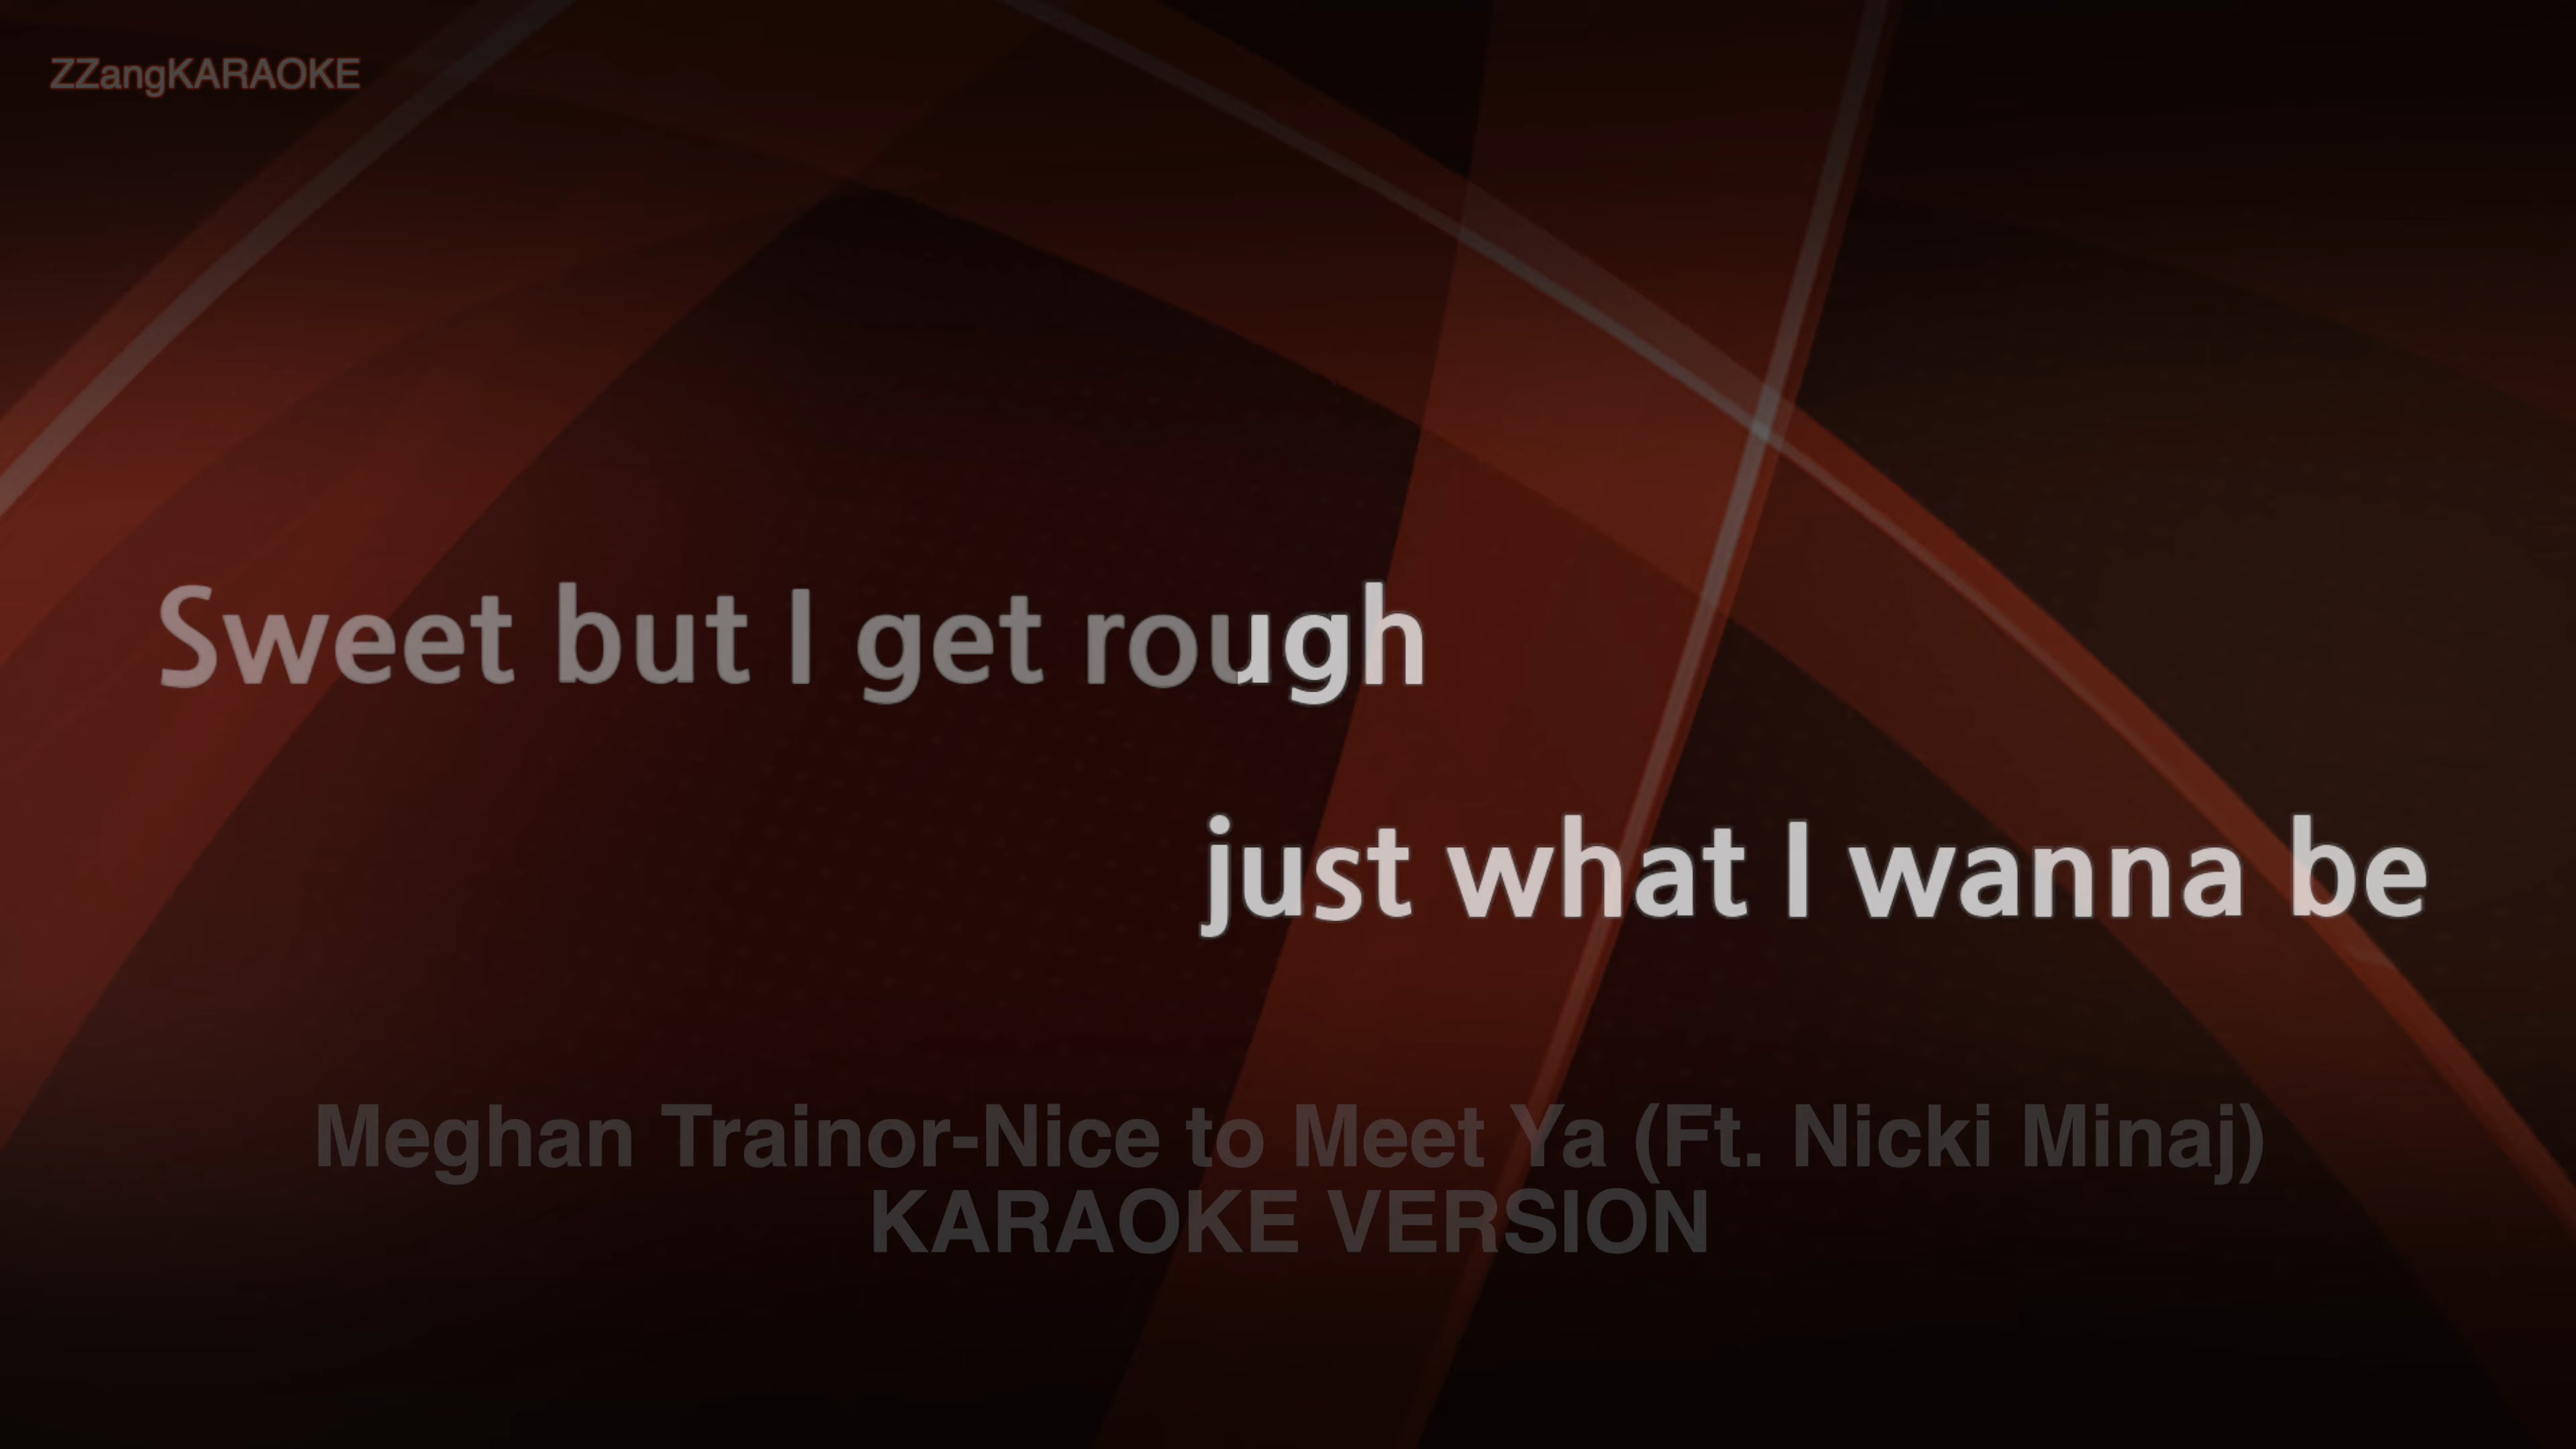 ZZangKARAOKE
Sweet but I get rough
just what I wanna be
Meghan Trainor-Nice to Meet Ya (Ft. Nicki Minaj)
KARAOKE VERSION